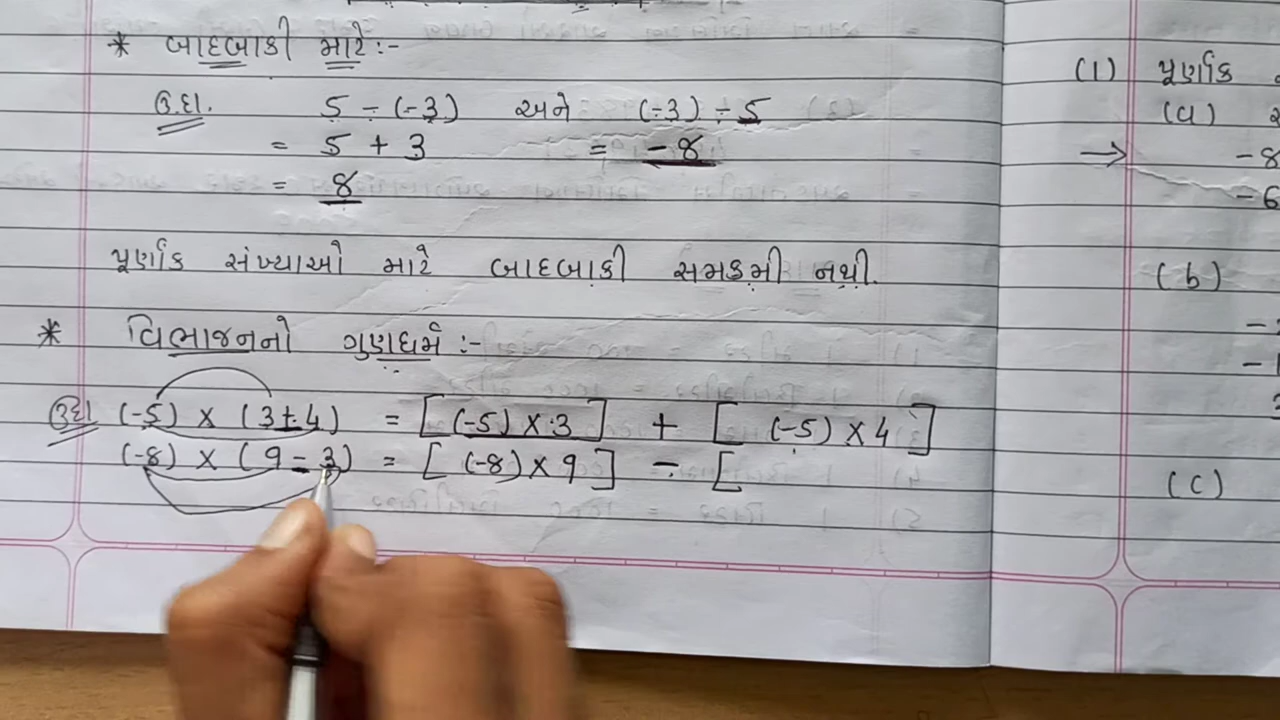 * બાદબાકી માટે :-
ઉદા. 5 - (-3) અને (-3) - 5
= 5 + 3 = -8
= 8
પૂર્ણાંક સંખ્યાઓ માટે બાદબાકી સમક્રમી નથી.
* વિભાજનનો ગુણધર્મ :-
ઉદા (-5) × (3+4) = [ (-5) × 3 ] + [ (-5) × 4 ]
(-8) × ( 9 - 3) = [ (-8) × 9 ] - [
(1) પૂર્ણાંક
(a)
⇒ -8
-6
(b)
(c)